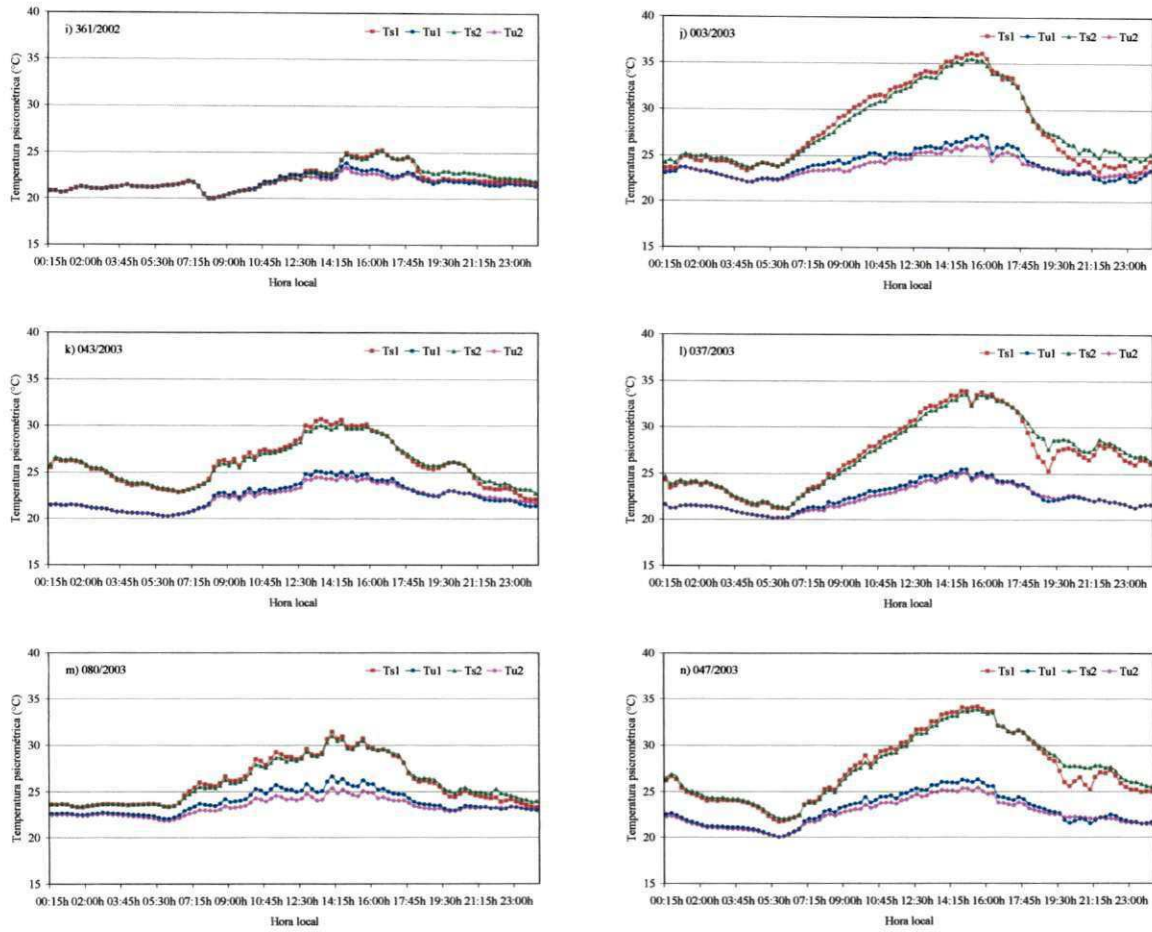 i) 361/2002
Ts1 Tu1 Ts2 Tu2
Temperatura psicrométrica (°C)
40
35
30
25
20
15
00:15h 02:00h 03:45h 05:30h 07:15h 09:00h 10:45h 12:30h 14:15h 16:00h 17:45h 19:30h 21:15h 23:00h
Hora local
j) 003/2003
Ts1 Tu1 Ts2 Tu2
Temperatura psicrométrica (°C)
40
35
30
25
20
15
00:15h 02:00h 03:45h 05:30h 07:15h 09:00h 10:45h 12:30h 14:15h 16:00h 17:45h 19:30h 21:15h 23:00h
Hora local
k) 043/2003
Ts1 Tu1 Ts2 Tu2
Temperatura psicrométrica (°C)
40
35
30
25
20
15
00:15h 02:00h 03:45h 05:30h 07:15h 09:00h 10:45h 12:30h 14:15h 16:00h 17:45h 19:30h 21:15h 23:00h
Hora local
l) 037/2003
Ts1 Tu1 Ts2 Tu2
Temperatura psicrométrica (°C)
40
35
30
25
20
15
00:15h 02:00h 03:45h 05:30h 07:15h 09:00h 10:45h 12:30h 14:15h 16:00h 17:45h 19:30h 21:15h 23:00h
Hora local
m) 080/2003
Ts1 Tu1 Ts2 Tu2
Temperatura psicrométrica (°C)
40
35
30
25
20
15
00:15h 02:00h 03:45h 05:30h 07:15h 09:00h 10:45h 12:30h 14:15h 16:00h 17:45h 19:30h 21:15h 23:00h
Hora local
n) 047/2003
Ts1 Tu1 Ts2 Tu2
Temperatura psicrométrica (°C)
40
35
30
25
20
15
00:15h 02:00h 03:45h 05:30h 07:15h 09:00h 10:45h 12:30h 14:15h 16:00h 17:45h 19:30h 21:15h 23:00h
Hora local